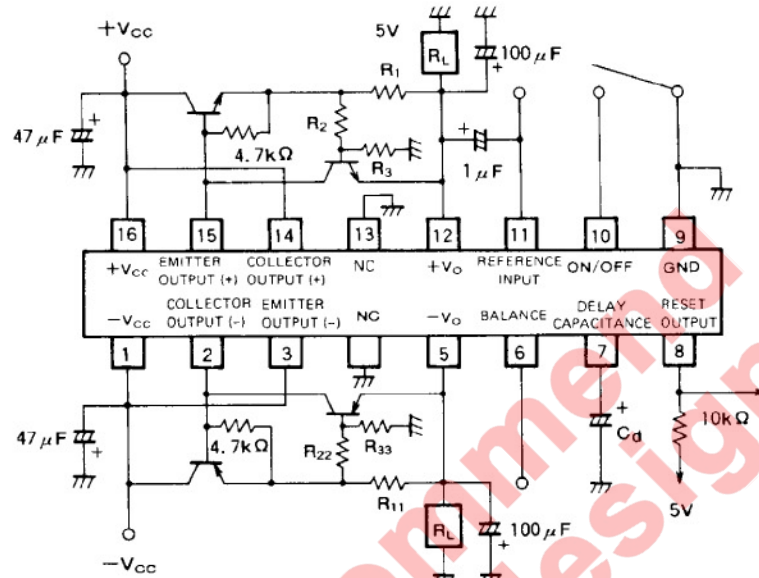 +Vcc
5V
RL
100μF
+
R1
47μF
+
R2
4.7kΩ
R3
+
1μF
16
15
14
13
12
11
10
9
+Vcc
EMITTER OUTPUT (+)
COLLECTOR OUTPUT (+)
NC
+Vo
REFERENCE INPUT
ON/OFF
GND
-Vcc
COLLECTOR OUTPUT (-)
EMITTER OUTPUT (-)
NC
-Vo
BALANCE
DELAY CAPACITANCE
RESET OUTPUT
1
2
3
5
6
7
8
47μF
+
4.7kΩ
R22
R33
R11
+
Cd
10kΩ
5V
RL
100μF
+
-Vcc